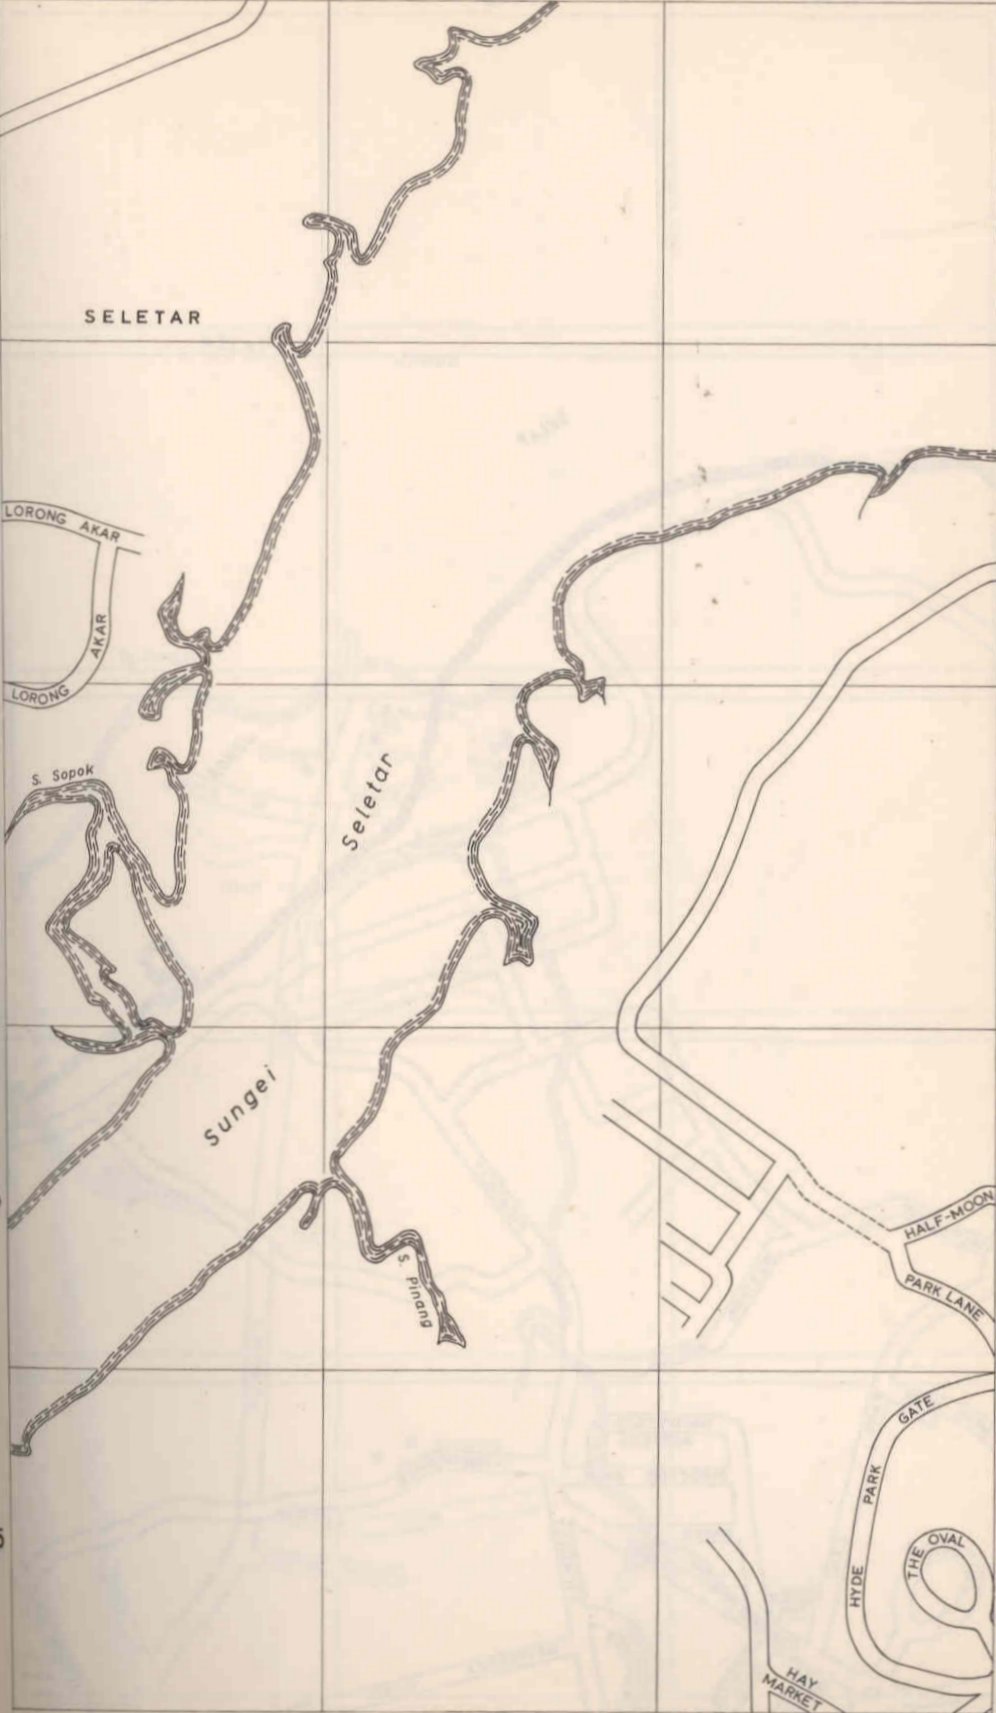 SELETAR
LORONG AKAR
AKAR
LORONG
S. Sopok
Seletar
Sungei
S. Pinang
HALF-MOON
PARK LANE
HYDE PARK GATE
THE OVAL
HAY
MARKET